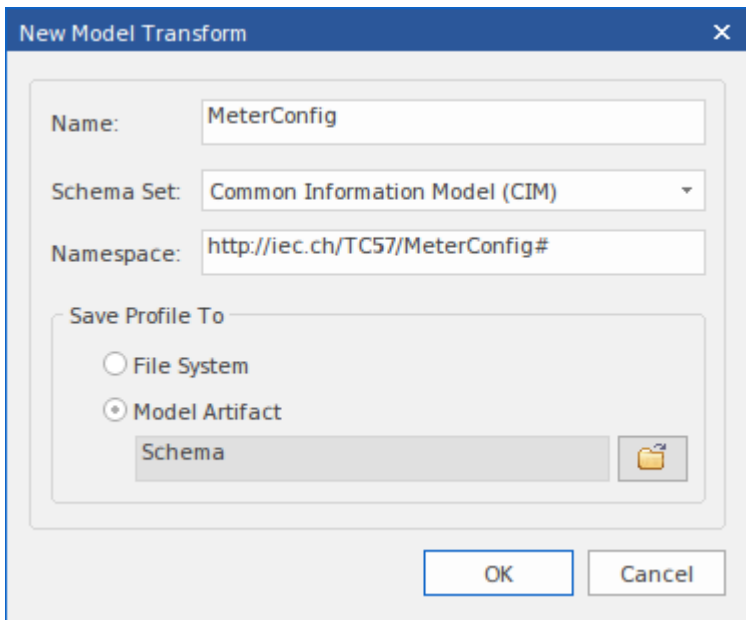 New Model Transform
Name: MeterConfig
Schema Set: Common Information Model (CIM)
Namespace: http://iec.ch/TC57/MeterConfig#
Save Profile To
File System
Model Artifact
Schema
OK Cancel